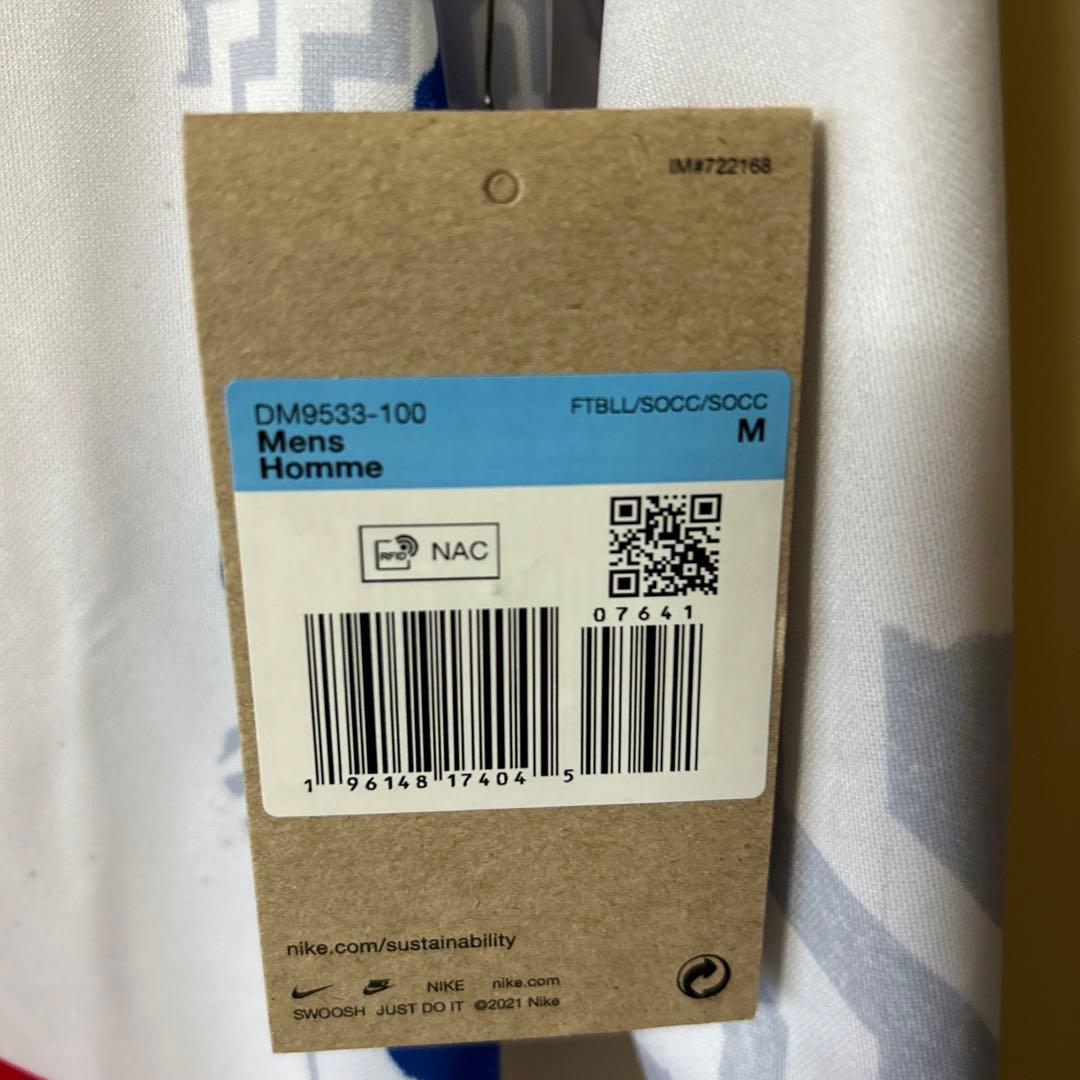 IM#722168
DM9533-100
FTBLL/SOCC/SOCC
Mens
M
Homme
RFID NAC
07641
1 96148 17404 5
nike.com/sustainability
NIKE nike.com
SWOOSH JUST DO IT ©2021 Nike